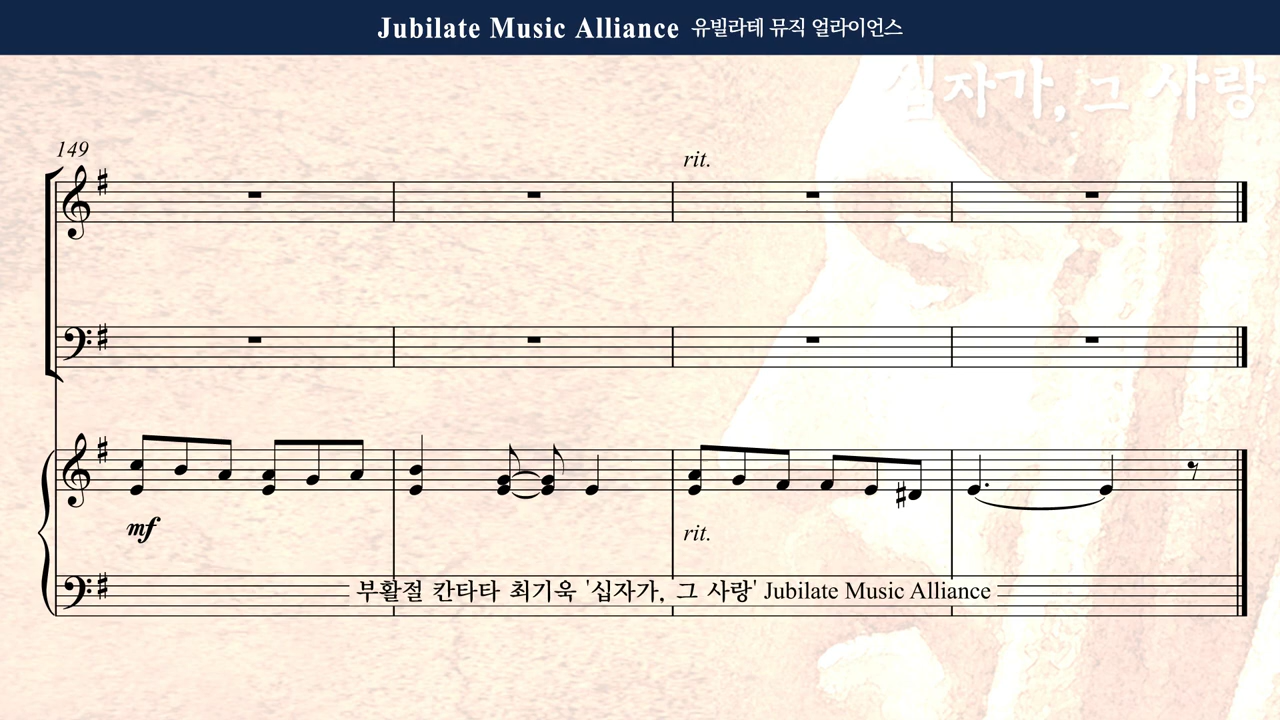 Jubilate Music Alliance 유빌라테 뮤직 얼라이언스
십자가, 그 사랑
149
rit.
mf
rit.
부활절 칸타타 최기욱 '십자가, 그 사랑' Jubilate Music Alliance